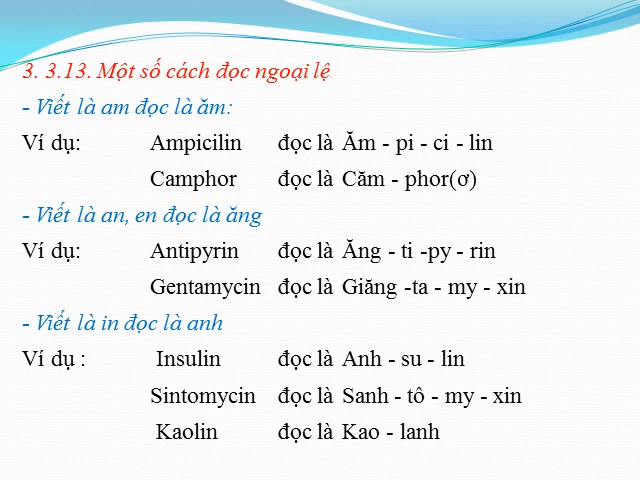 3. 3.13. Một số cách đọc ngoại lệ
- Viết là am đọc là ăm:
Ví dụ: Ampicilin đọc là Ăm - pi - ci - lin
Camphor đọc là Căm - phor(ơ)
- Viết là an, en đọc là ăng
Ví dụ: Antipyrin đọc là Ăng - ti -py - rin
Gentamycin đọc là Giăng -ta - my - xin
- Viết là in đọc là anh
Ví dụ : Insulin đọc là Anh - su - lin
Sintomycin đọc là Sanh - tô - my - xin
Kaolin đọc là Kao - lanh